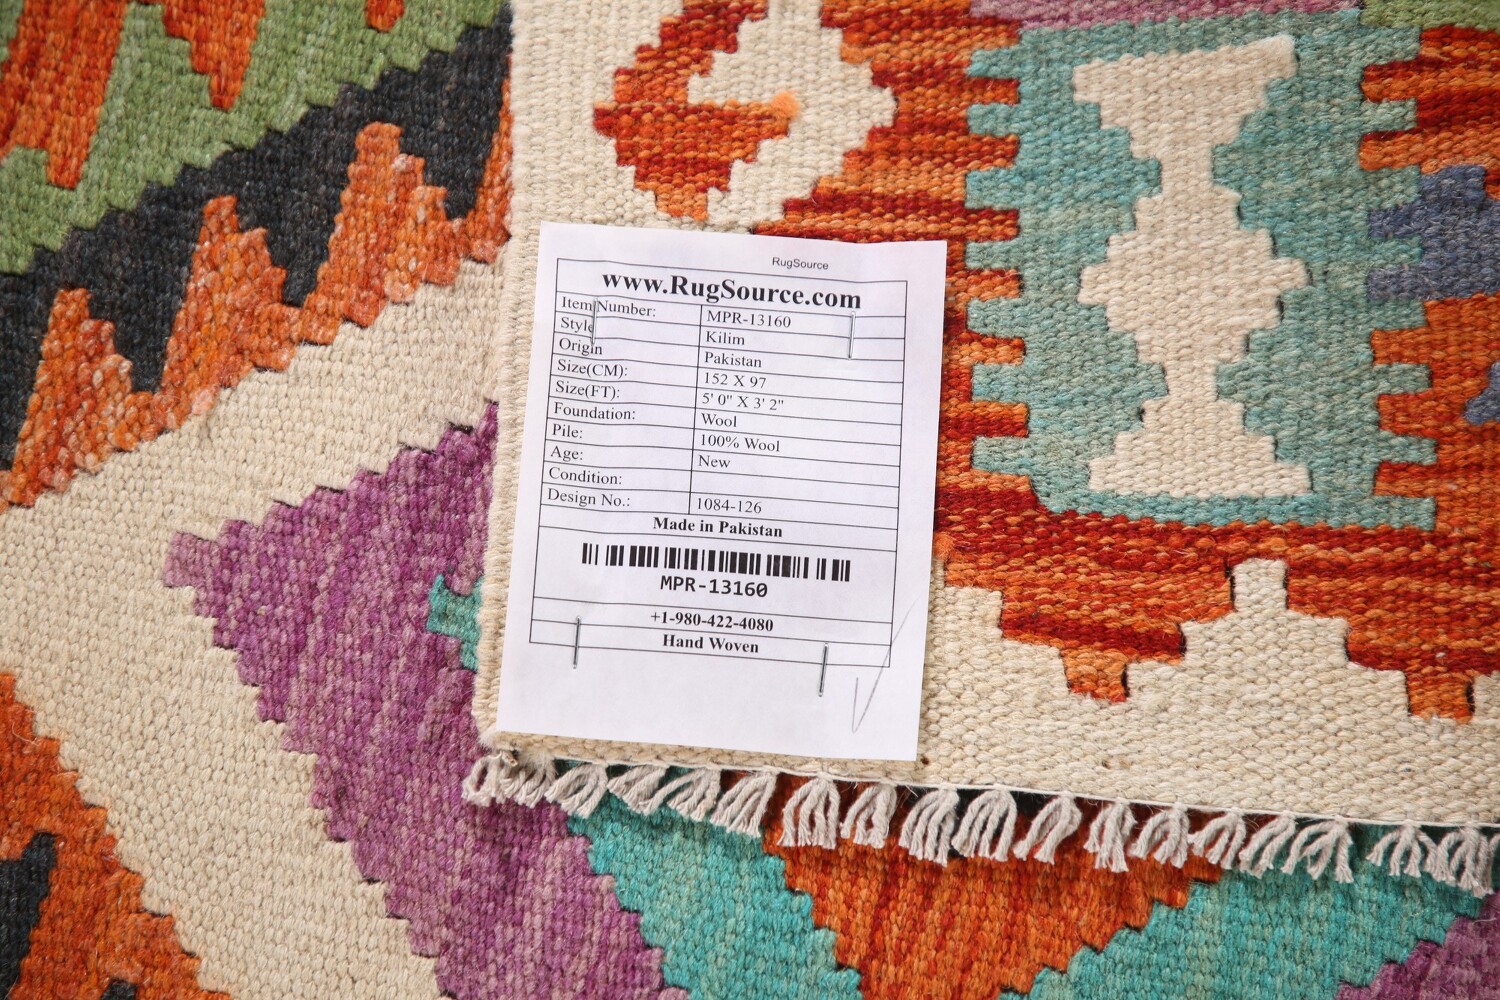 RugSource
www.RugSource.com
Item Number: MPR-13160
Style Kilim
Origin Pakistan
Size(CM): 152 X 97
Size(FT): 5' 0" X 3' 2"
Foundation: Wool
Pile: 100% Wool
Age: New
Condition:
Design No.: 1084-126
Made in Pakistan
MPR-13160
+1-980-422-4080
Hand Woven